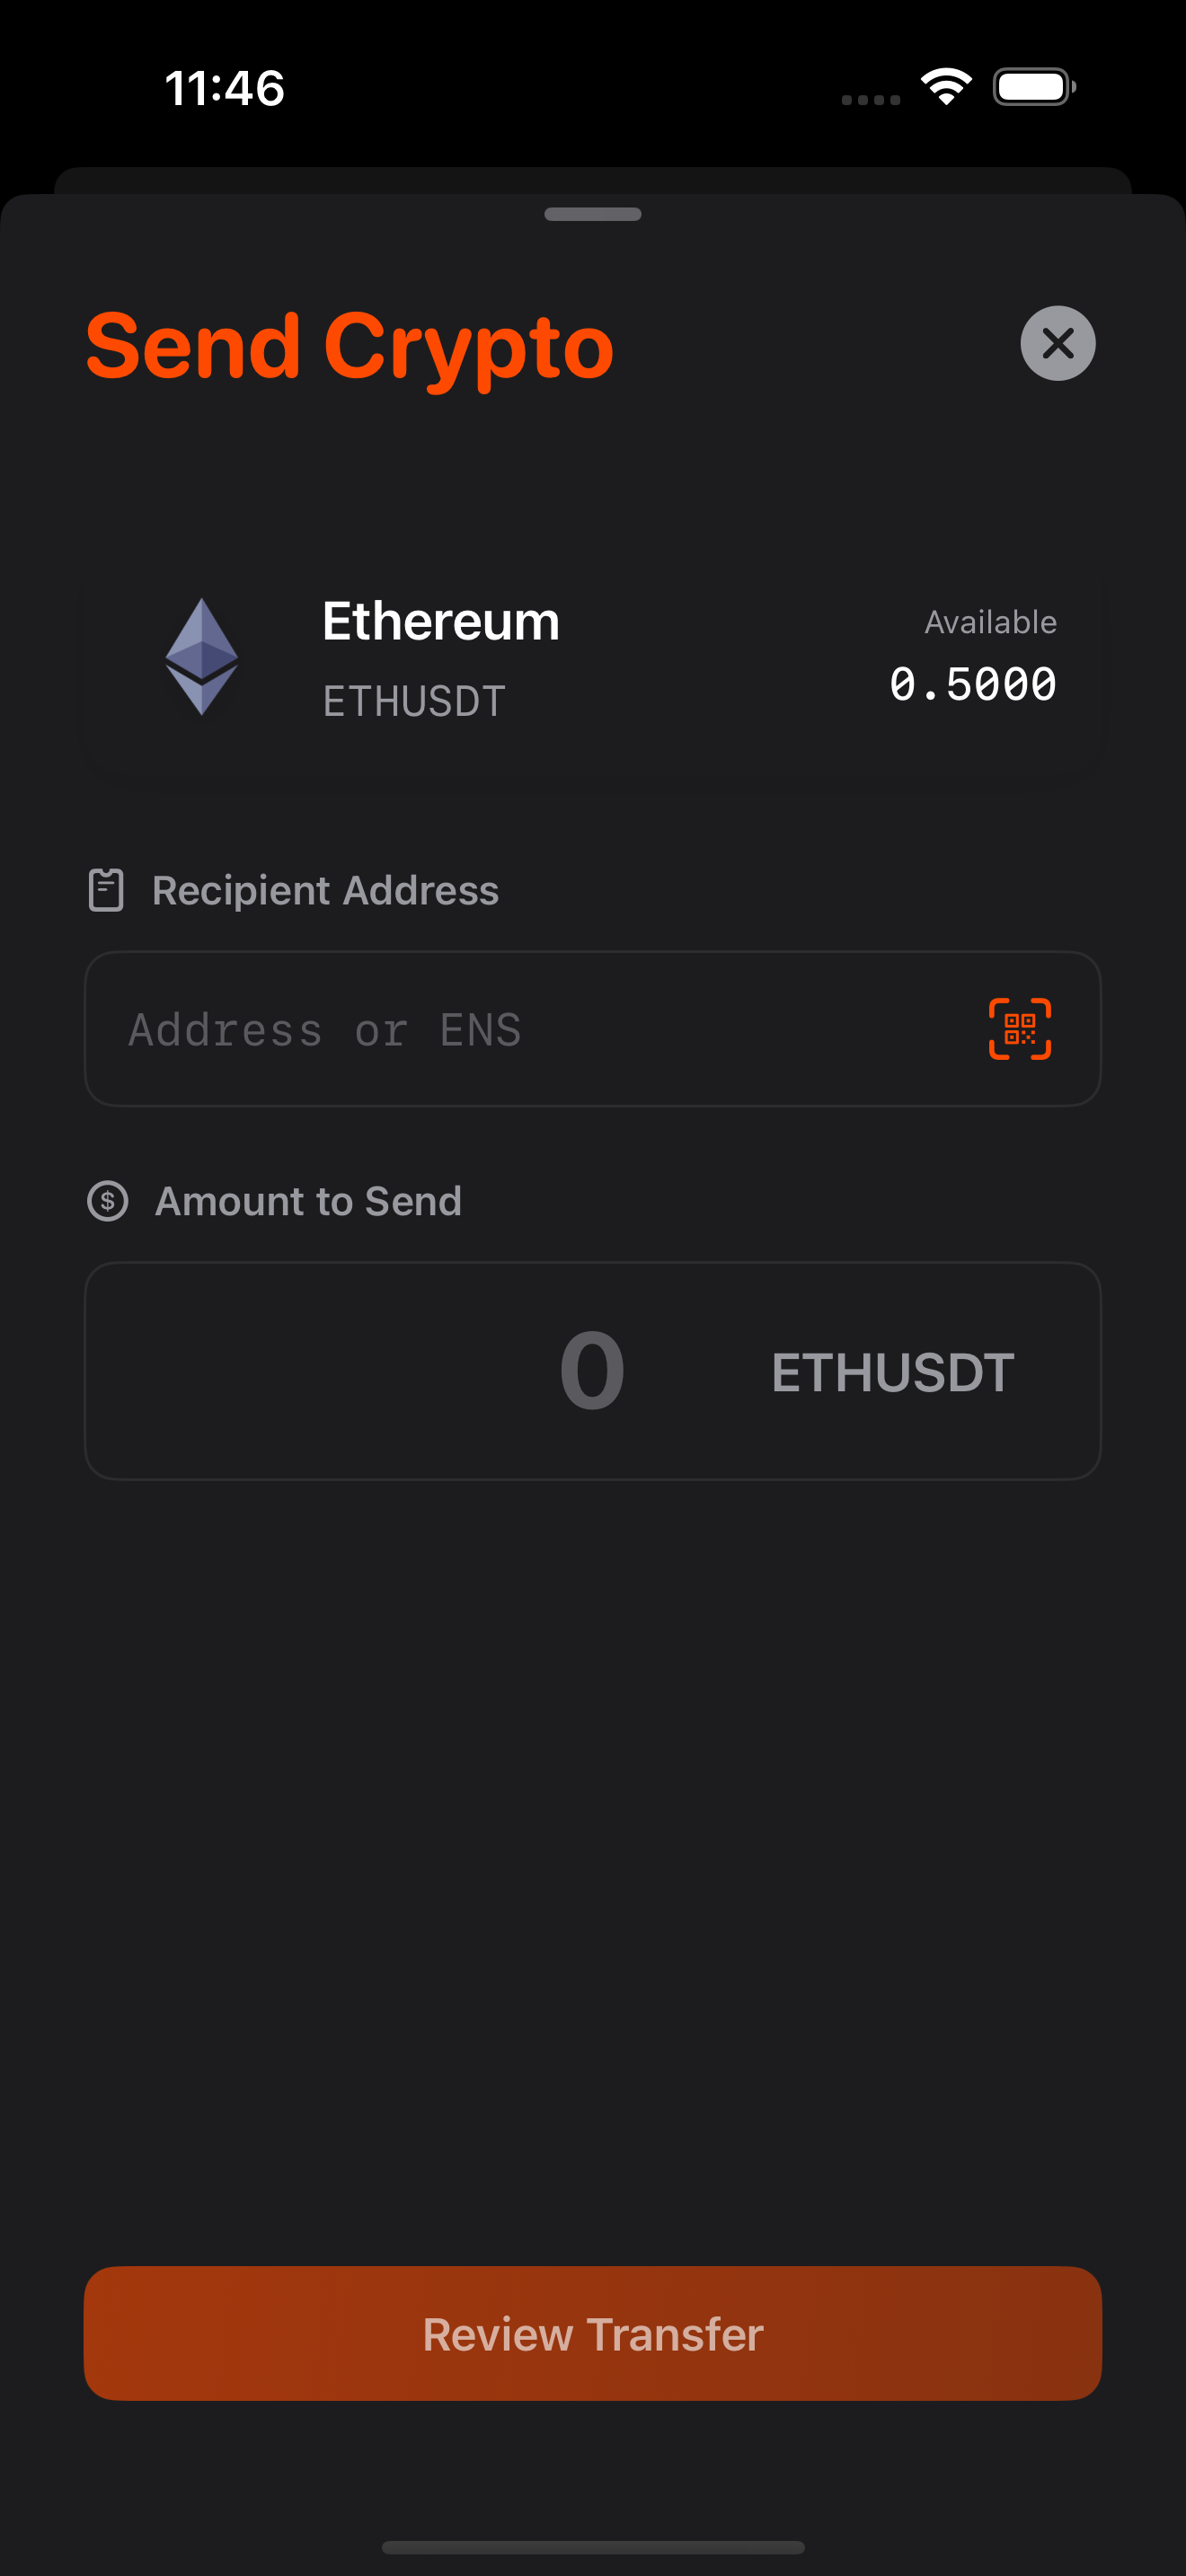 11:46
Send Crypto
Ethereum
ETHUSDT
Available
0.5000
Recipient Address
Address or ENS
$
Amount to Send
0
ETHUSDT
Review Transfer